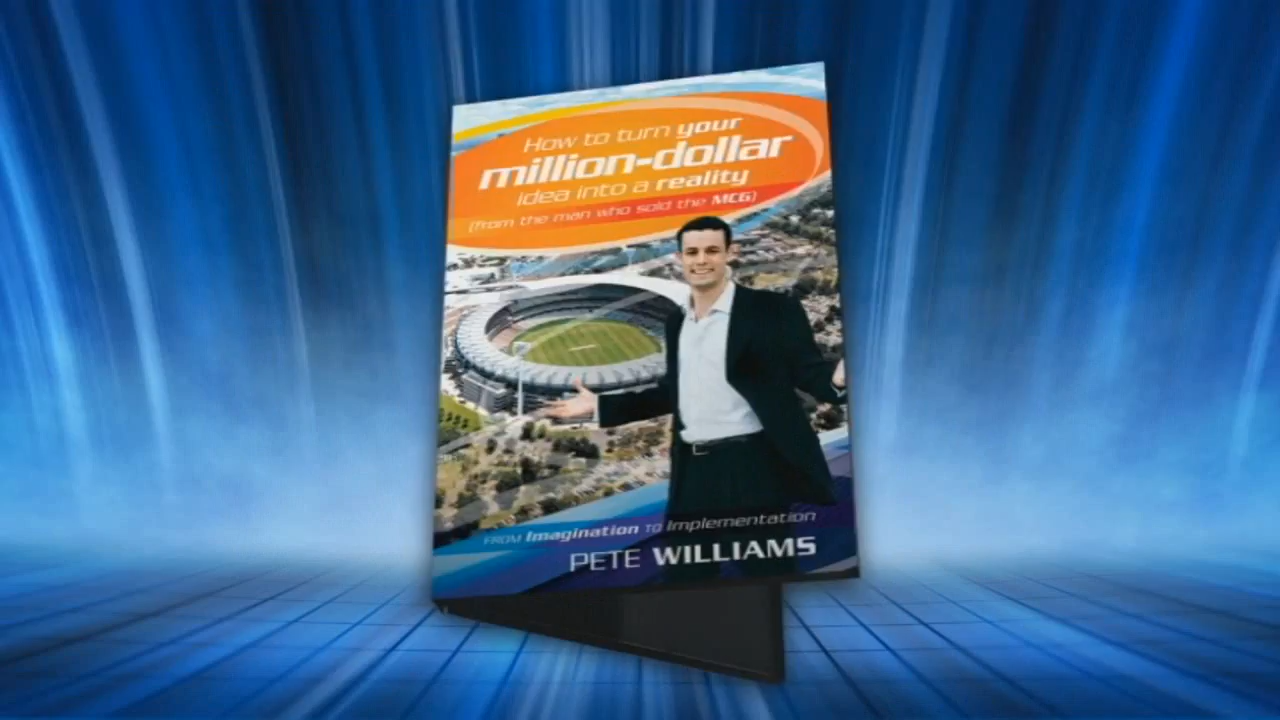 How to turn your
million-dollar
idea into a reality
(from the man who sold the MCG)
FROM Imagination TO Implementation
PETE WILLIAMS